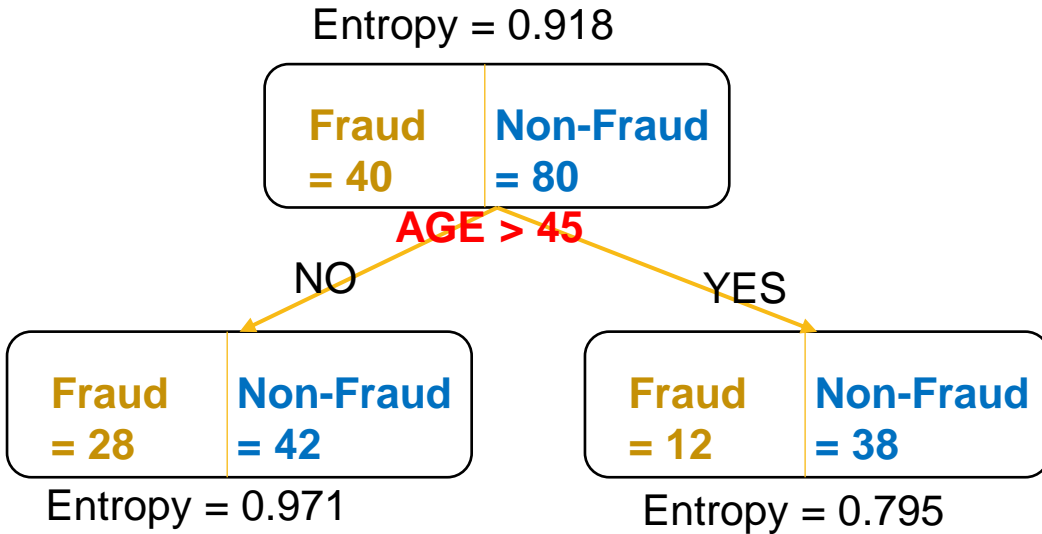 Entropy = 0.918
Fraud
= 40
Non-Fraud
= 80
AGE > 45
NO
YES
Fraud
= 28
Non-Fraud
= 42
Fraud
= 12
Non-Fraud
= 38
Entropy = 0.971
Entropy = 0.795